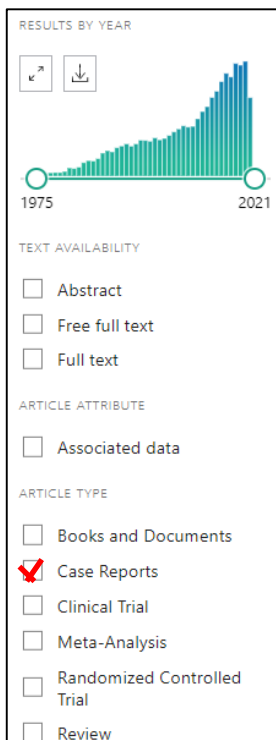 RESULTS BY YEAR
1975 2021
TEXT AVAILABILITY
Abstract
Free full text
Full text
ARTICLE ATTRIBUTE
Associated data
ARTICLE TYPE
Books and Documents
Case Reports
Clinical Trial
Meta-Analysis
Randomized Controlled
Trial
Review